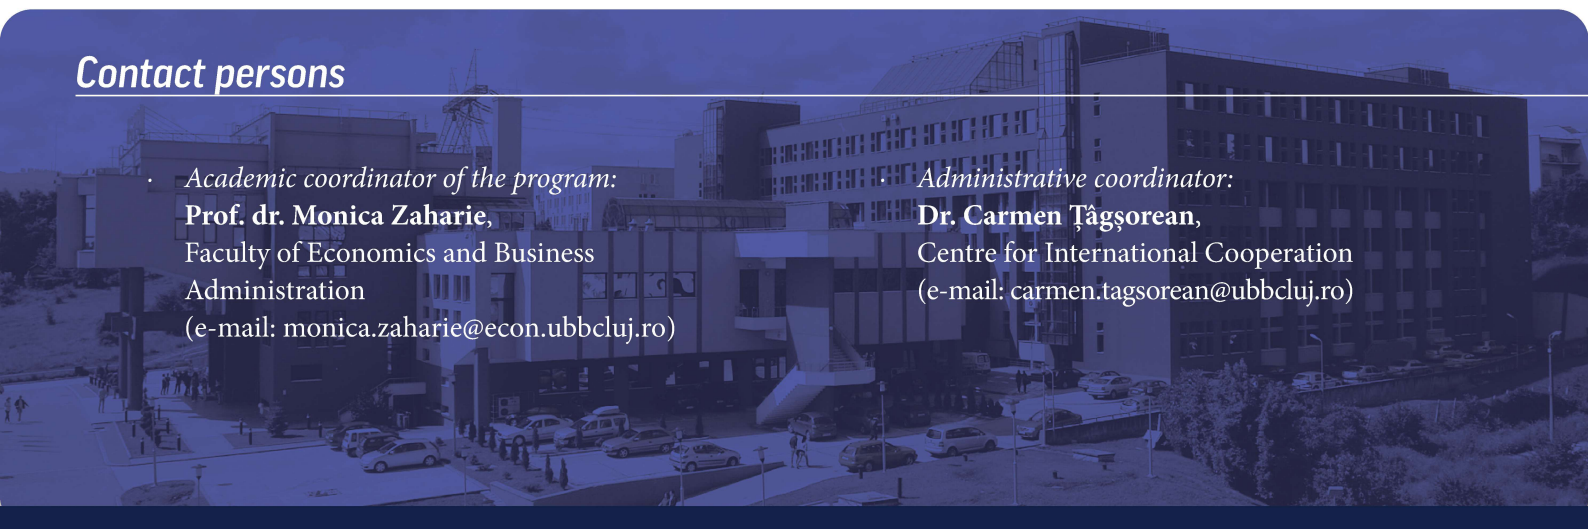 Contact persons
· Academic coordinator of the program:
Prof. dr. Monica Zaharie,
Faculty of Economics and Business
Administration
(e-mail: monica.zaharie@econ.ubbcluj.ro)
· Administrative coordinator:
Dr. Carmen Țâgșorean,
Centre for International Cooperation
(e-mail: carmen.tagsorean@ubbcluj.ro)